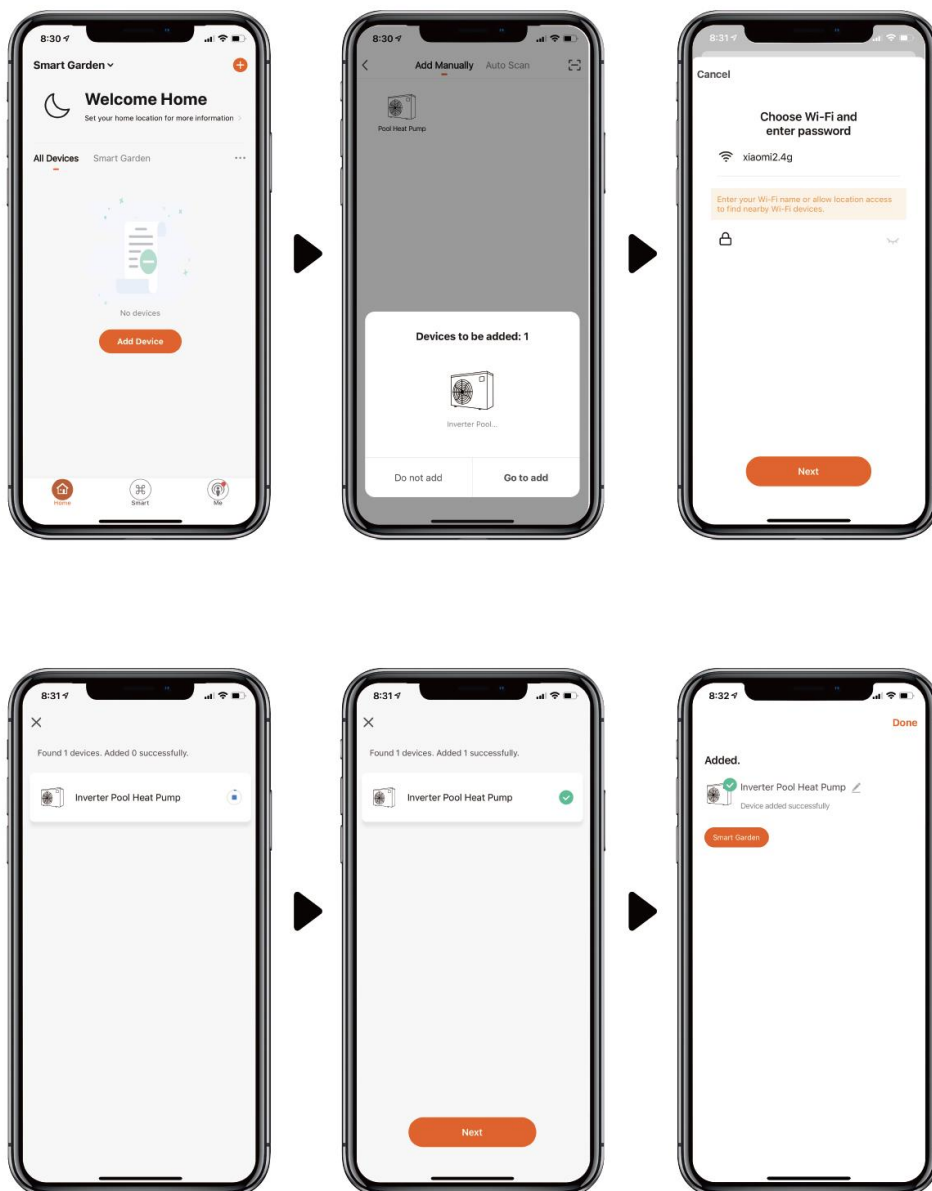 8:30
Smart Garden
Welcome Home
Set your home location for more information
All Devices Smart Garden
No devices
Add Device
Home Smart Me
8:30
Add Manually Auto Scan
Pool Heat Pump
Devices to be added: 1
Inverter Pool...
Do not add Go to add
8:31
Cancel
Choose Wi-Fi and
enter password
xiaomi2.4g
Enter your Wi-Fi name or allow location access
to find nearby Wi-Fi devices.
Next
8:31
Found 1 devices. Added 0 successfully.
Inverter Pool Heat Pump
8:31
Found 1 devices. Added 1 successfully.
Inverter Pool Heat Pump
Next
8:32
Done
Added.
Inverter Pool Heat Pump
Device added successfully
Smart Garden